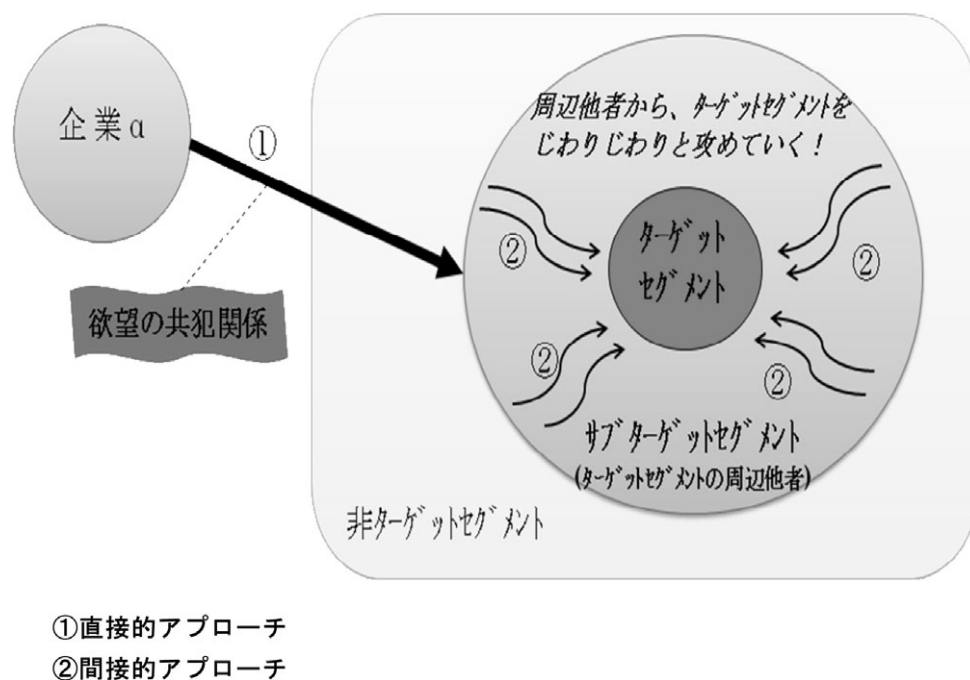 企業α
①
欲望の共犯関係
周辺他者から、ﾀｰｹﾞｯﾄｾｸﾞﾒﾝﾄを
じわりじわりと攻めていく！
ﾀｰｹﾞｯﾄ
ｾｸﾞﾒﾝﾄ
②
②
②
②
ｻﾌﾞﾀｰｹﾞｯﾄｾｸﾞﾒﾝﾄ
(ﾀｰｹﾞｯﾄｾｸﾞﾒﾝﾄの周辺他者)
非ﾀｰｹﾞｯﾄｾｸﾞﾒﾝﾄ
①直接的アプローチ
②間接的アプローチ